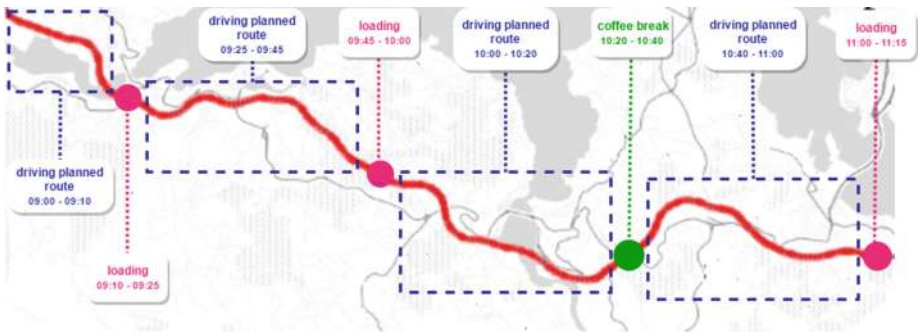 driving planned
route
09:00 - 09:10
loading
09:10 - 09:25
driving planned
route
09:25 - 09:45
loading
09:45 - 10:00
driving planned
route
10:00 - 10:20
coffee break
10:20 - 10:40
driving planned
route
10:40 - 11:00
loading
11:00 - 11:15